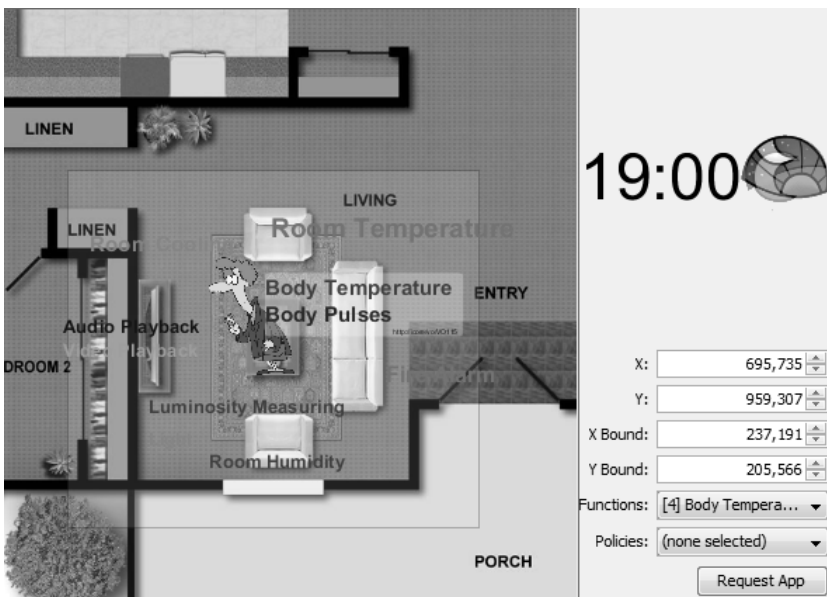 LINEN
LIVING
LINEN
Room Temperature
Body Temperature
ENTRY
Body Pulses
Audio Playback
Video Playback
DROOM 2
Luminosity Measuring
Room Humidity
PORCH
19:00
X: 695,735
Y: 959,307
X Bound: 237,191
Y Bound: 205,566
Functions: [4] Body Tempera...
Policies: (none selected)
Request App